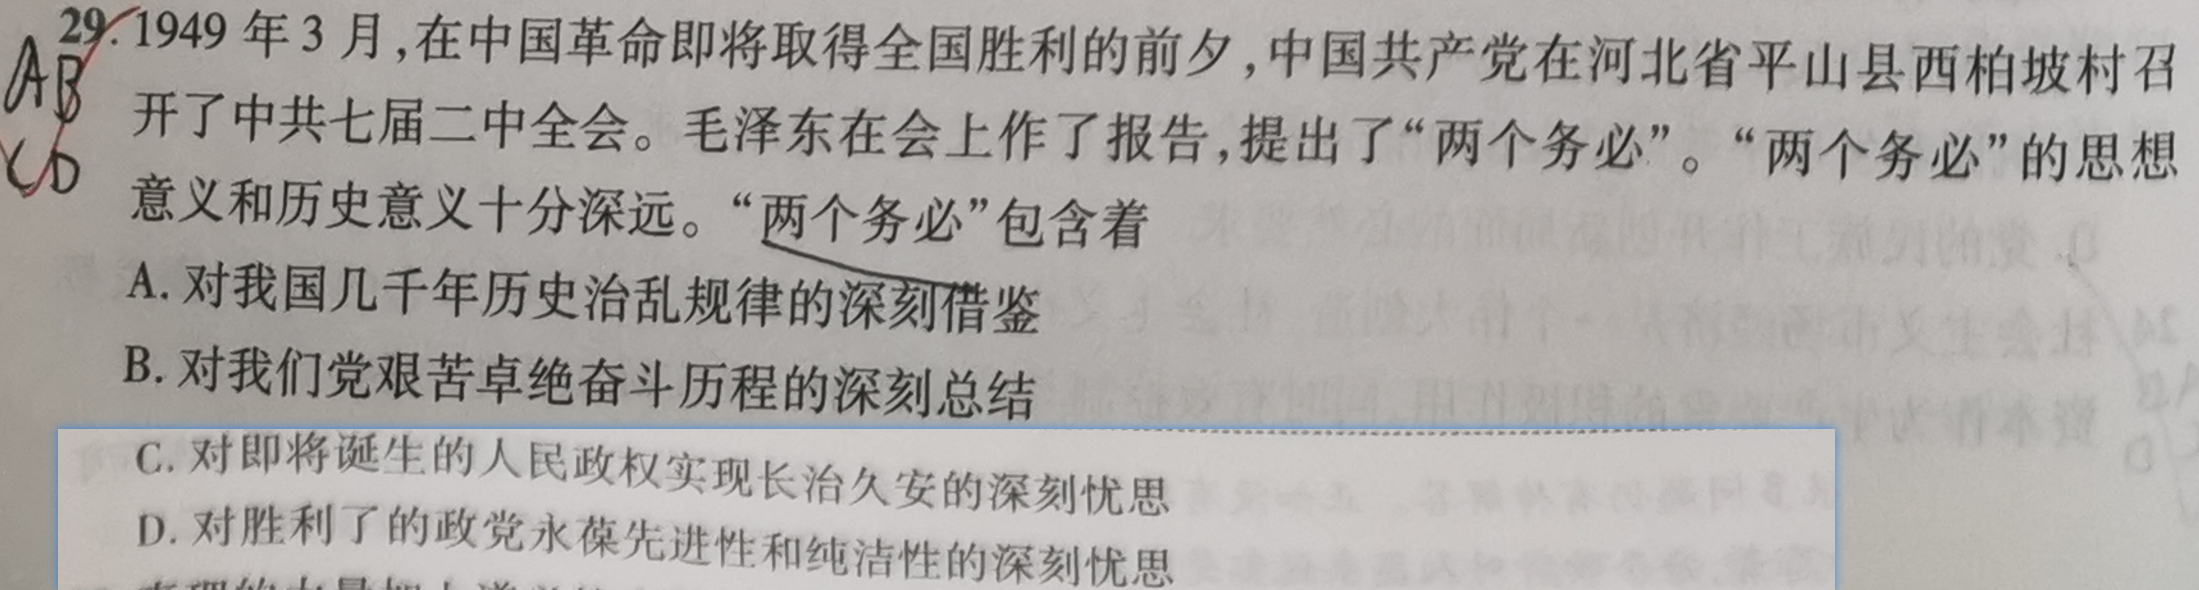 29. 1949年3月,在中国革命即将取得全国胜利的前夕,中国共产党在河北省平山县西柏坡村召
AB
开了中共七届二中全会。毛泽东在会上作了报告,提出了“两个务必”。“两个务必”的思想
CD
意义和历史意义十分深远。“两个务必”包含着
A. 对我国几千年历史治乱规律的深刻借鉴
B. 对我们党艰苦卓绝奋斗历程的深刻总结
C. 对即将诞生的人民政权实现长治久安的深刻忧思
D. 对胜利了的政党永葆先进性和纯洁性的深刻忧思